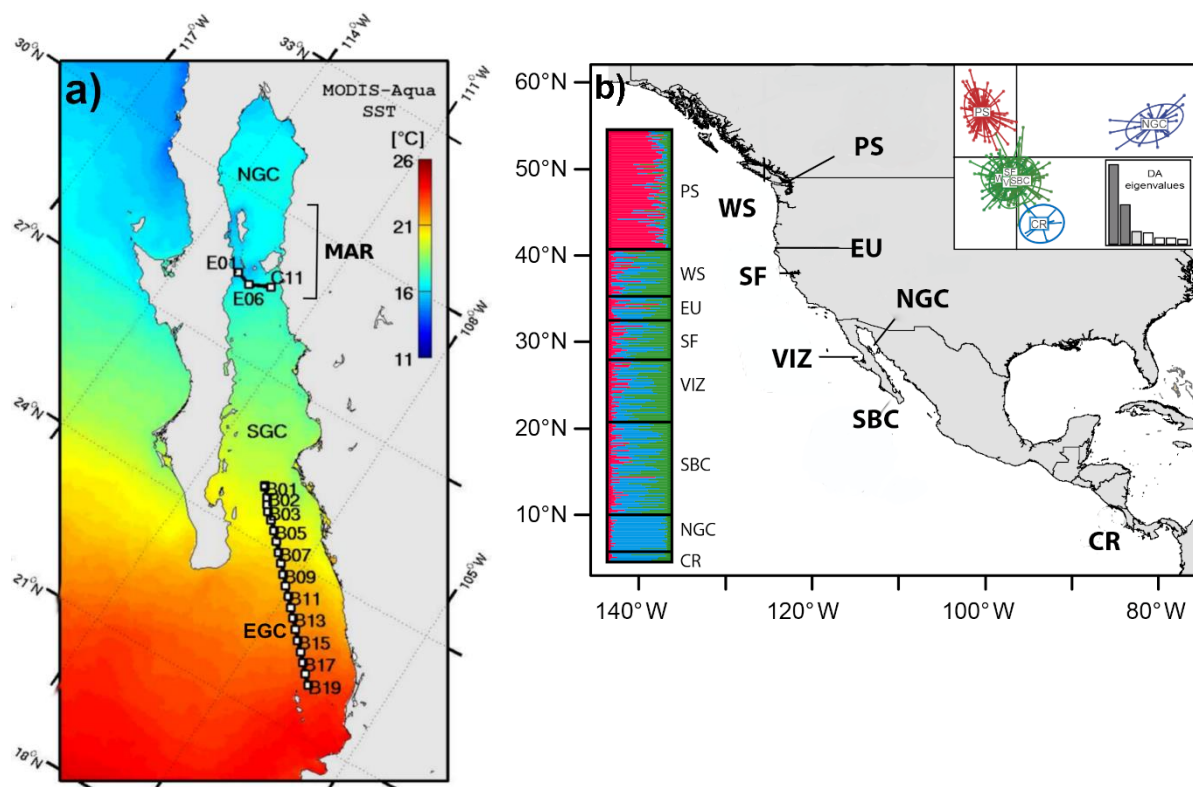 a)
30°N
117°W
33°N
114°W
111°W
MODIS-Aqua
SST
[°C]
26
21
16
11
NGC
27°N
MAR
E01
C11
E06
108°W
24°N
SGC
B01
B02
B03
B05
B07
B09
B11
B13
EGC
B15
B17
B19
105°W
21°N
18°N
b)
60°N
50°N
40°N
30°N
20°N
10°N
140°W
120°W
100°W
80°W
PS
WS
EU
SF
VIZ
SBC
NGC
CR
PS
WS
EU
SF
NGC
VIZ
SBC
CR
PS
NGC
SF
SBC
CR
DA
eigenvalues